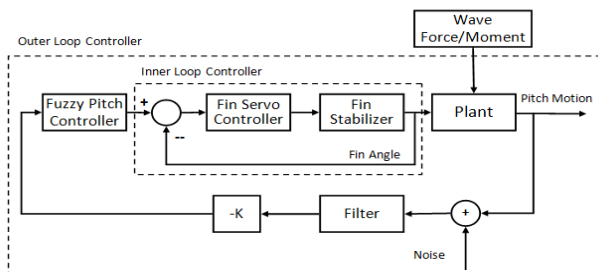 Wave
Force/Moment
Outer Loop Controller
Inner Loop Controller
Pitch Motion
Fuzzy Pitch
Controller
+
--
Fin Servo
Controller
Fin
Stabilizer
Plant
Fin Angle
-K
Filter
+
Noise